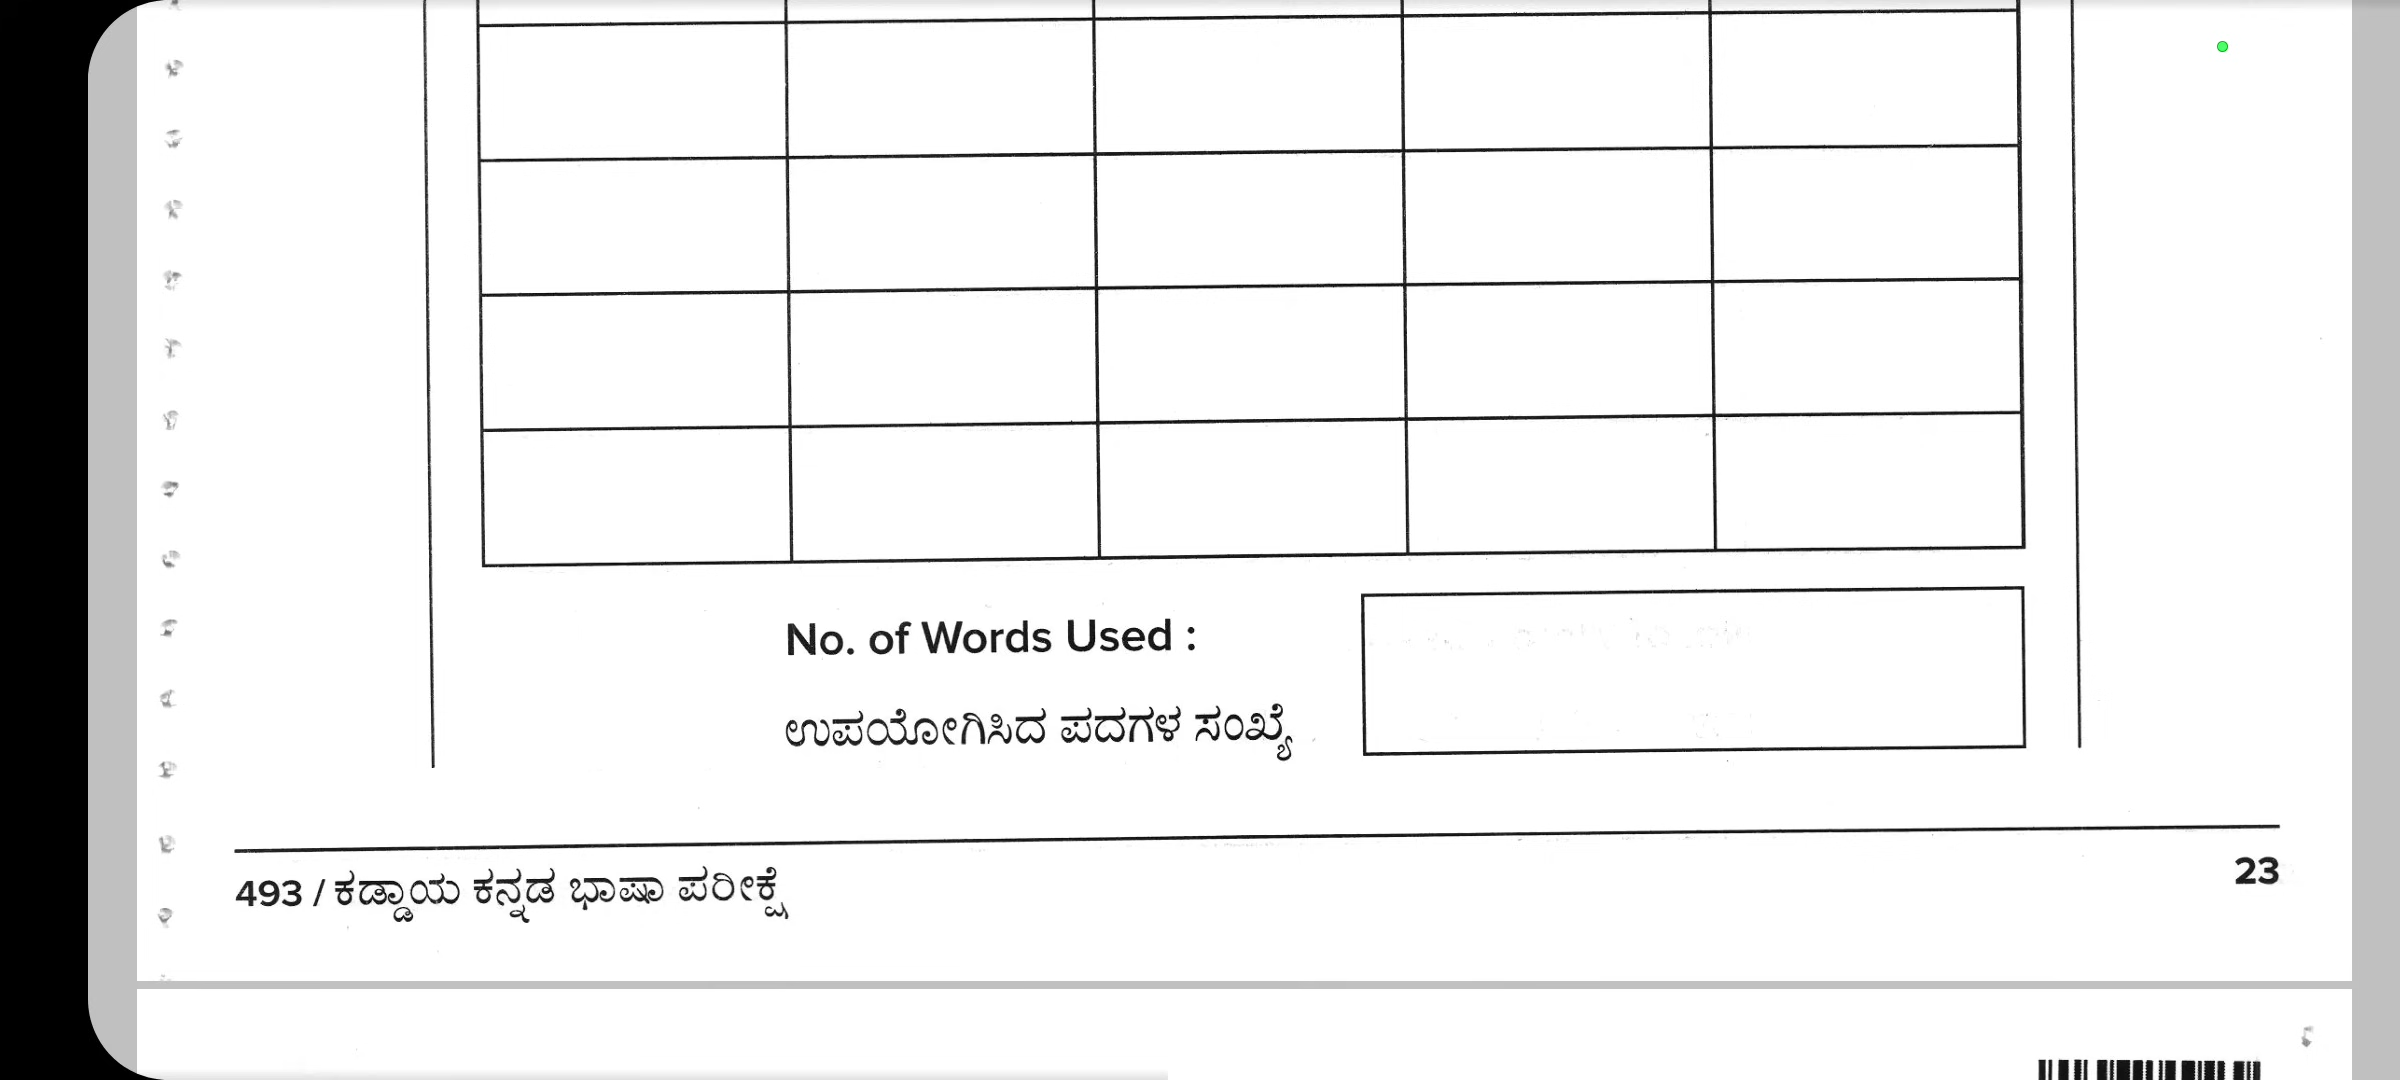 No. of Words Used :
ಉಪಯೋಗಿಸಿದ ಪದಗಳ ಸಂಖ್ಯೆ
493 / ಕಡ್ಡಾಯ ಕನ್ನಡ ಭಾಷಾ ಪರೀಕ್ಷೆ
23